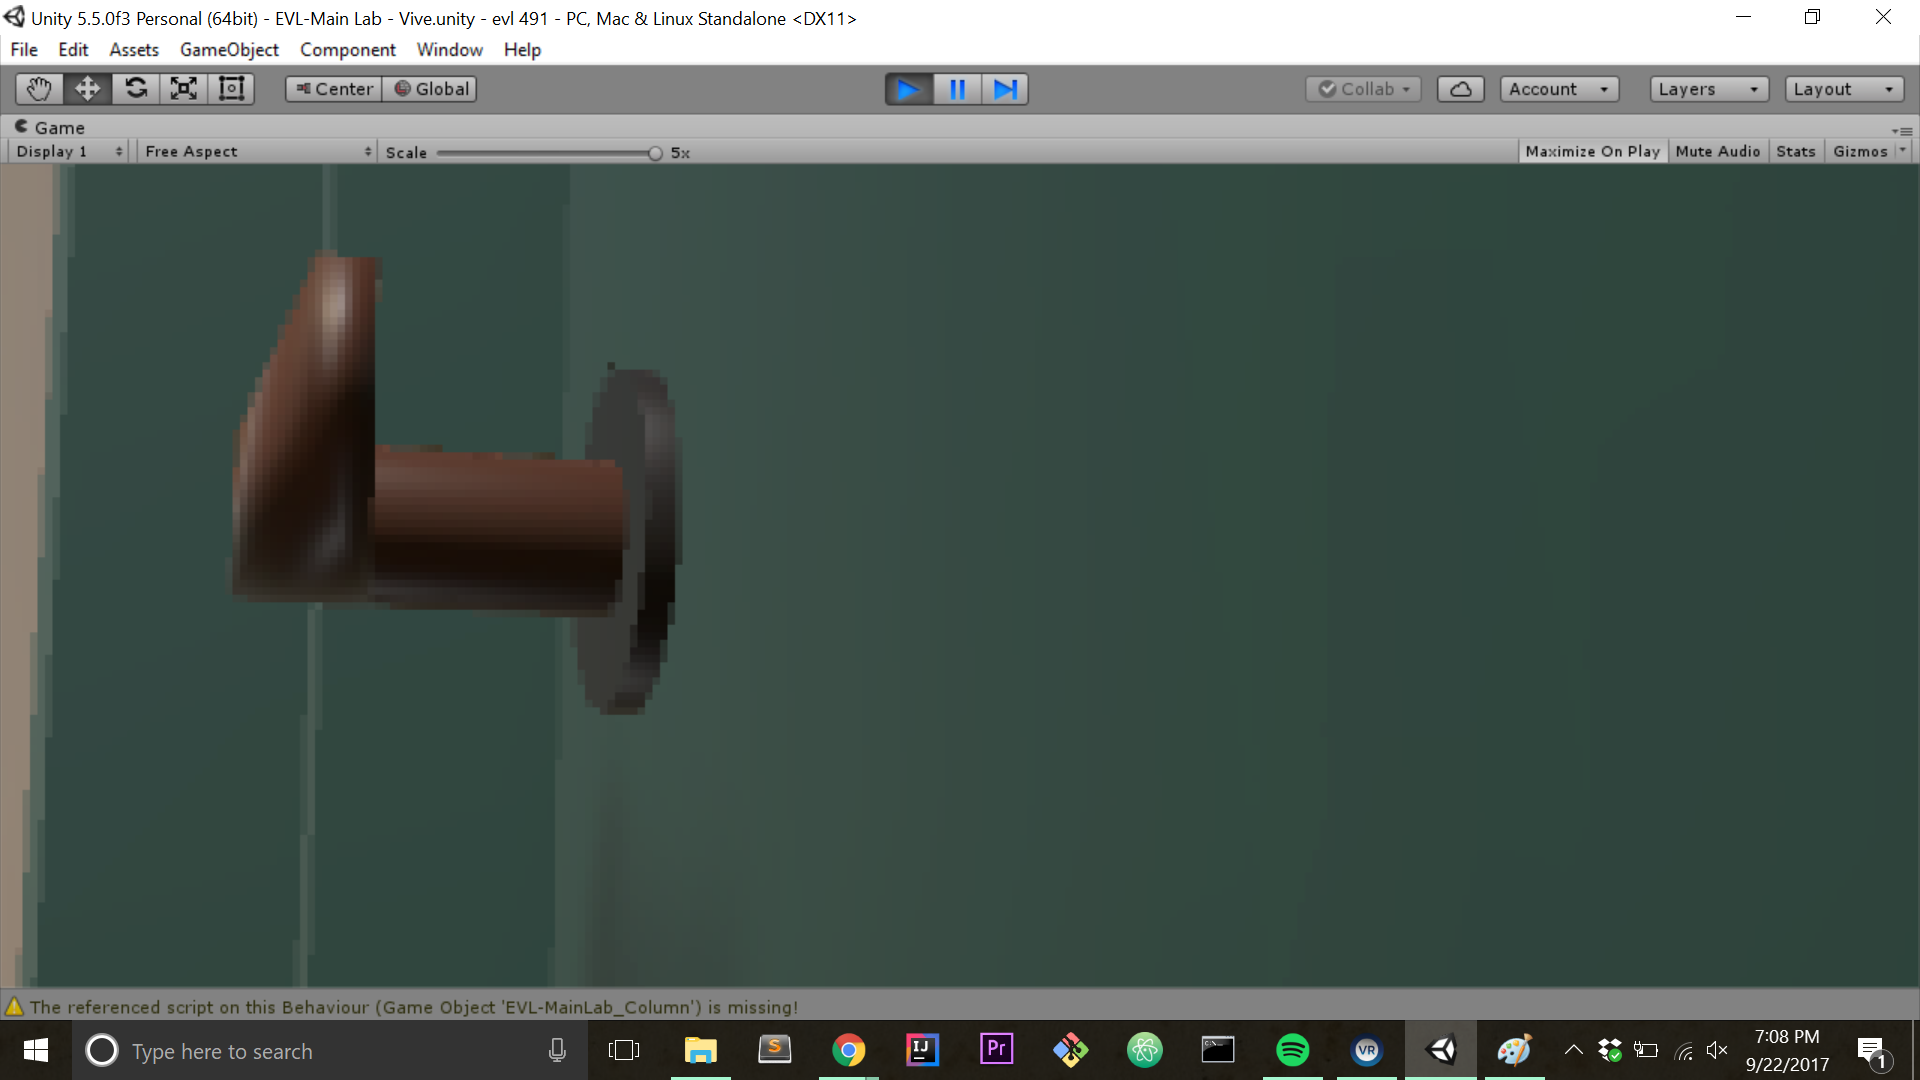 Unity 5.5.0f3 Personal (64bit) - EVL-Main Lab - Vive.unity - evl 491 - PC, Mac & Linux Standalone <DX11>
File Edit Assets GameObject Component Window Help
Center Global Collab Account Layers Layout
Game
Display 1 Free Aspect Scale 5x Maximize On Play Mute Audio Stats Gizmos
The referenced script on this Behaviour (Game Object 'EVL-MainLab_Column') is missing!
Type here to search
S
IJ
Pr
VR
7:08 PM
9/22/2017
1